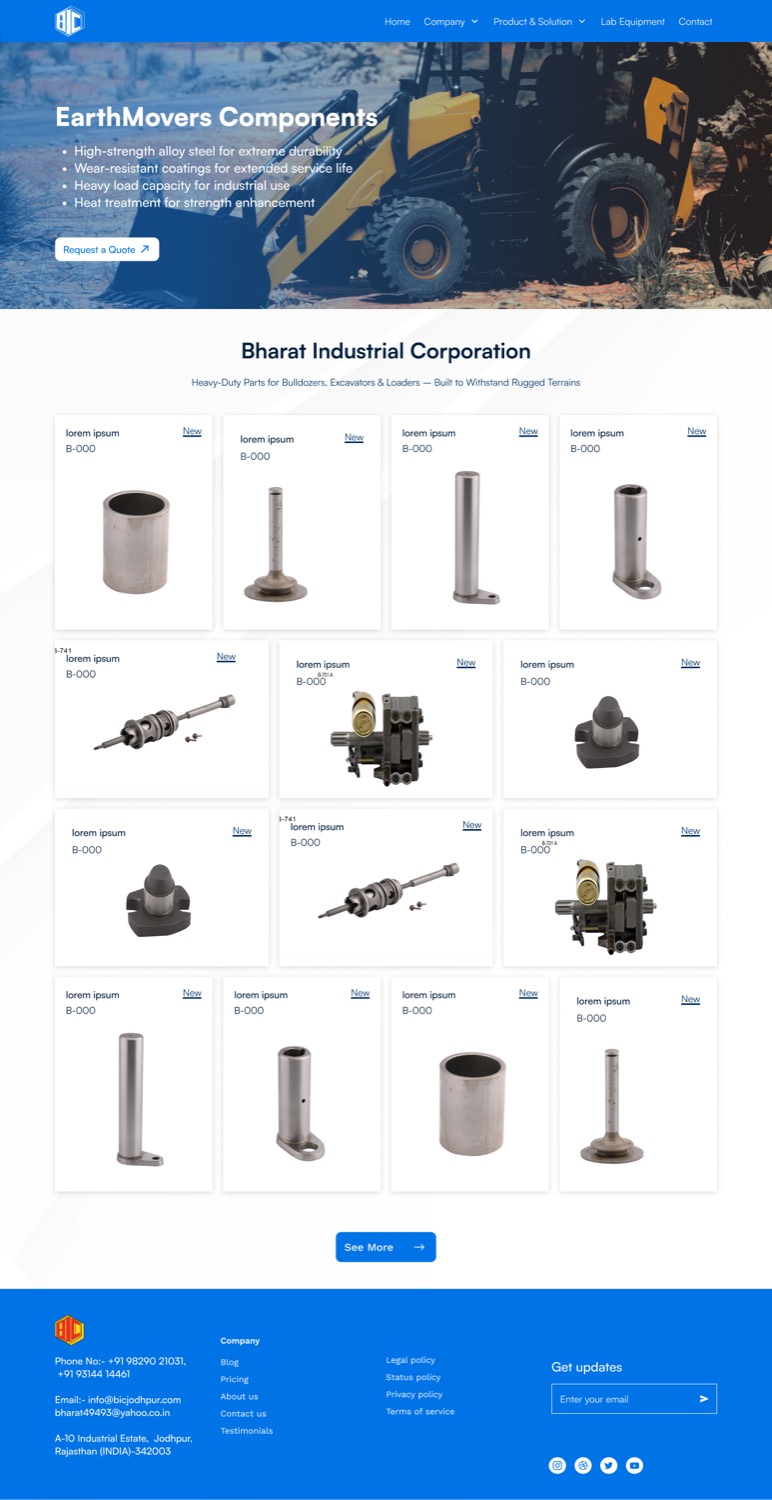 BIC
Home Company Product & Solution Lab Equipment Contact
EarthMovers Components
• High-strength alloy steel for extreme durability
• Wear-resistant coatings for extended service life
• Heavy load capacity for industrial use
• Heat treatment for strength enhancement
Request a Quote
Bharat Industrial Corporation
Heavy-Duty Parts for Bulldozers, Excavators & Loaders — Built to Withstand Rugged Terrains
lorem ipsum New
B-000
lorem ipsum New
B-000
lorem ipsum New
B-000
lorem ipsum New
B-000
B-741
lorem ipsum New
B-000
lorem ipsum New
B-000
B-701 A
lorem ipsum New
B-000
lorem ipsum New
B-000
B-741
lorem ipsum New
B-000
lorem ipsum New
B-000
B-701 A
lorem ipsum New
B-000
lorem ipsum New
B-000
lorem ipsum New
B-000
lorem ipsum New
B-000
See More
BIC
Phone No:- +91 98290 21031,
+91 93144 14461
Email:- info@bicjodhpur.com
bharat49493@yahoo.co.in
A-10 Industrial Estate, Jodhpur,
Rajasthan (INDIA)-342003
Company
Blog
Pricing
About us
Contact us
Testimonials
Legal policy
Status policy
Privacy policy
Terms of service
Get updates
Enter your email